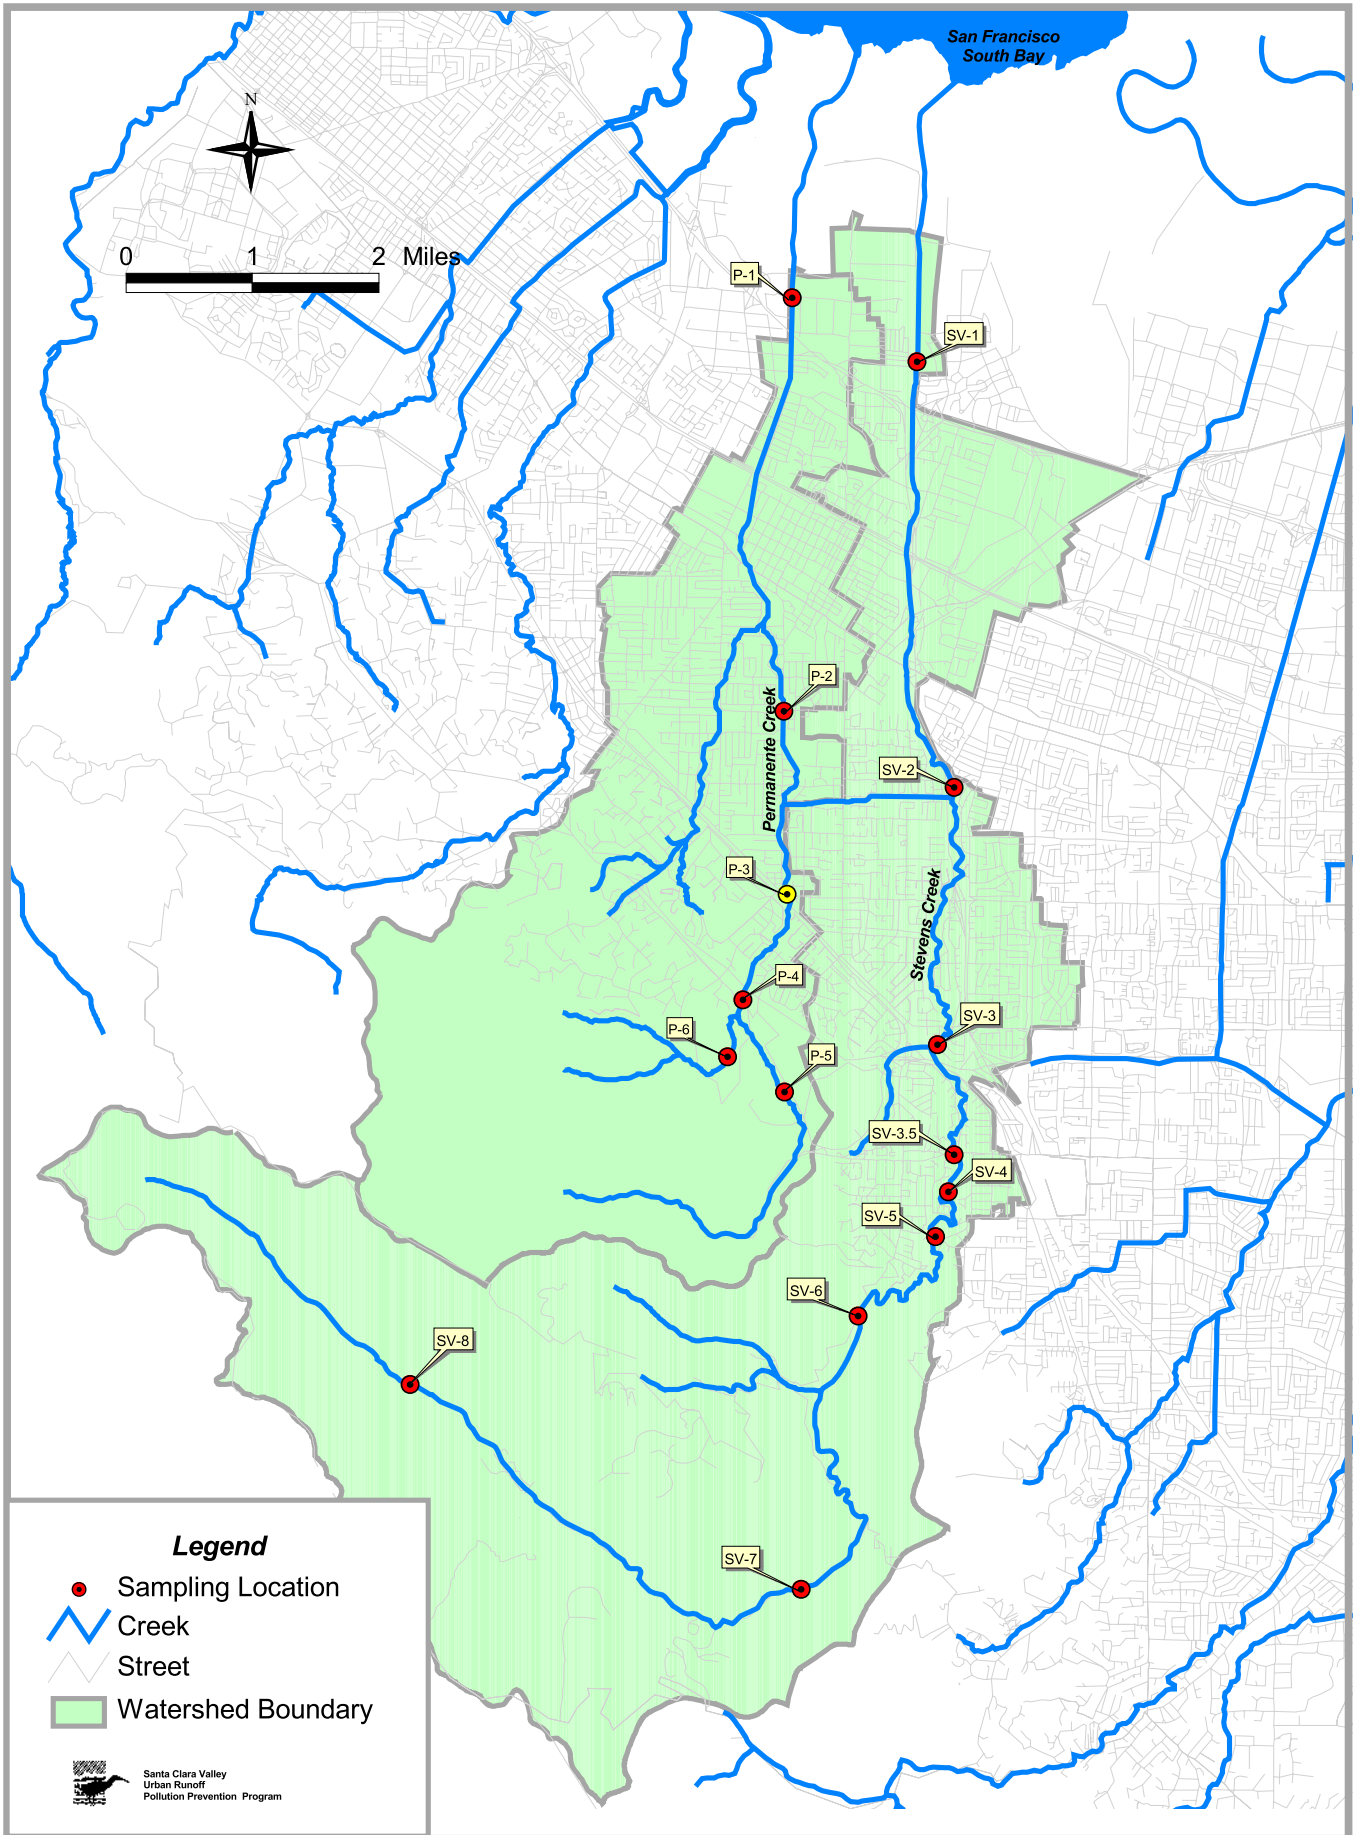 San Francisco
South Bay
N
0 1 2 Miles
P-1
SV-1
P-2
Permanente Creek
SV-2
P-3
Stevens Creek
P-4
SV-3
P-6
P-5
SV-3.5
SV-4
SV-5
SV-6
SV-8
SV-7
Legend
Sampling Location
Creek
Street
Watershed Boundary
Santa Clara Valley
Urban Runoff
Pollution Prevention Program